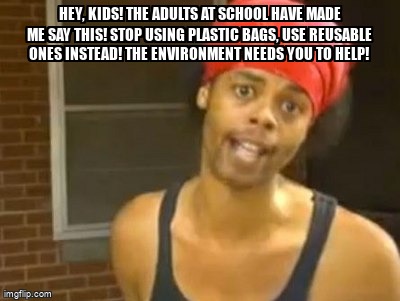 HEY, KIDS! THE ADULTS AT SCHOOL HAVE MADE
ME SAY THIS! STOP USING PLASTIC BAGS, USE REUSABLE
ONES INSTEAD! THE ENVIRONMENT NEEDS YOU TO HELP!
imgflip.com